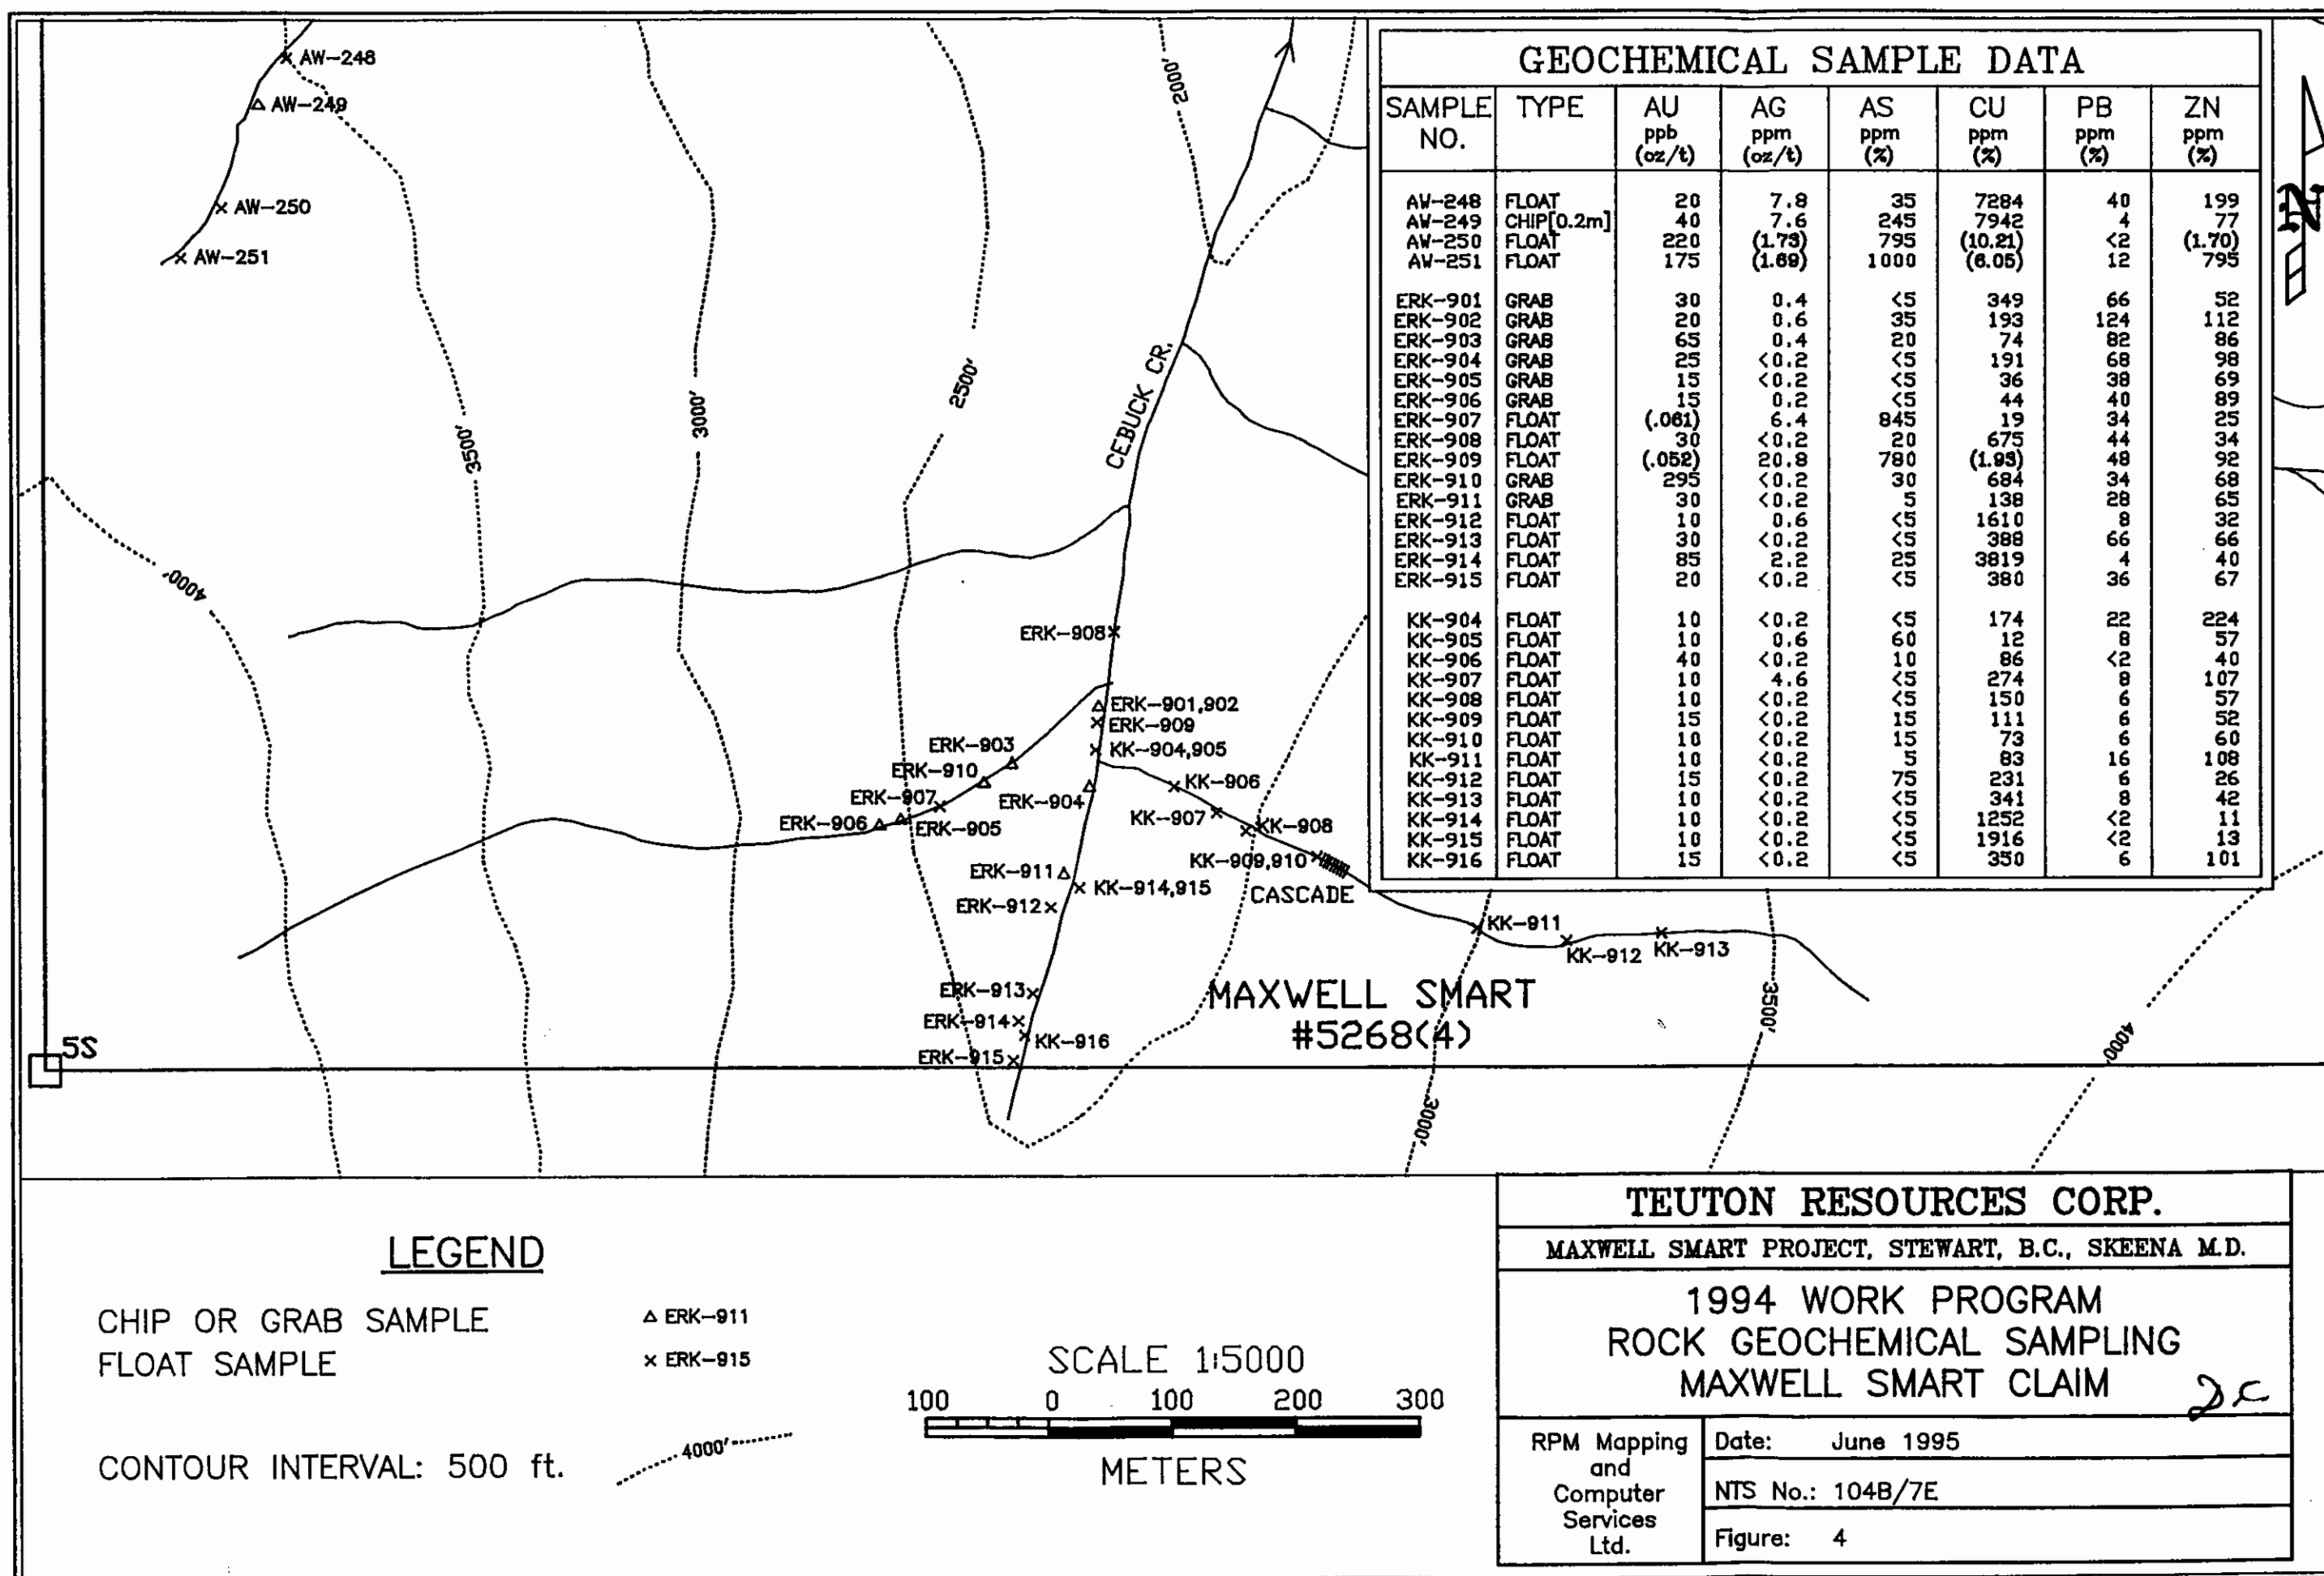 AW-248
AW-249
AW-250
AW-251
2000'
2500'
3000'
3500'
4000'
CEBUCK CR.
ERK-908
ERK-901,902
ERK-909
KK-904,905
ERK-903
ERK-910
ERK-907
ERK-904
ERK-906
ERK-905
KK-906
KK-907
KK-908
KK-909,910
CASCADE
ERK-911
KK-914,915
ERK-912
KK-911
KK-912
KK-913
ERK-913
ERK-914
KK-916
ERK-915
MAXWELL SMART
#5268(4)
3000'
3500'
4000'
5S
GEOCHEMICAL SAMPLE DATA
SAMPLE NO. TYPE AU ppb (oz/t) AG ppm (oz/t) AS ppm (%) CU ppm (%) PB ppm (%) ZN ppm (%)
AW-248 FLOAT 20 7.8 35 7284 40 199
AW-249 CHIP[0.2m] 40 7.6 245 7942 4 77
AW-250 FLOAT 220 (1.73) 795 (10.21) <2 (1.70)
AW-251 FLOAT 175 (1.69) 1000 (6.05) 12 795
ERK-901 GRAB 30 0.4 <5 349 66 52
ERK-902 GRAB 20 0.6 35 193 124 112
ERK-903 GRAB 65 0.4 20 74 82 86
ERK-904 GRAB 25 <0.2 <5 191 68 98
ERK-905 GRAB 15 <0.2 <5 36 38 69
ERK-906 GRAB 15 0.2 <5 44 40 89
ERK-907 FLOAT (.061) 6.4 845 19 34 25
ERK-908 FLOAT 30 <0.2 20 675 44 34
ERK-909 FLOAT (.052) 20.8 780 (1.93) 48 92
ERK-910 GRAB 295 <0.2 30 684 34 68
ERK-911 GRAB 30 <0.2 5 138 28 65
ERK-912 FLOAT 10 0.6 <5 1610 8 32
ERK-913 FLOAT 30 <0.2 <5 388 66 66
ERK-914 FLOAT 85 2.2 25 3819 4 40
ERK-915 FLOAT 20 <0.2 <5 380 36 67
KK-904 FLOAT 10 <0.2 <5 174 22 224
KK-905 FLOAT 10 0.6 60 12 8 57
KK-906 FLOAT 40 <0.2 10 86 <2 40
KK-907 FLOAT 10 4.6 <5 274 8 107
KK-908 FLOAT 10 <0.2 <5 150 6 57
KK-909 FLOAT 15 <0.2 15 111 6 52
KK-910 FLOAT 10 <0.2 15 73 6 60
KK-911 FLOAT 10 <0.2 5 83 16 108
KK-912 FLOAT 15 <0.2 75 231 6 26
KK-913 FLOAT 10 <0.2 <5 341 8 42
KK-914 FLOAT 10 <0.2 <5 1252 <2 11
KK-915 FLOAT 10 <0.2 <5 1916 <2 13
KK-916 FLOAT 15 <0.2 <5 350 6 101
LEGEND
CHIP OR GRAB SAMPLE ERK-911
FLOAT SAMPLE ERK-915
CONTOUR INTERVAL: 500 ft. 4000'
SCALE 1:5000
100 0 100 200 300
METERS
TEUTON RESOURCES CORP.
MAXWELL SMART PROJECT, STEWART, B.C., SKEENA M.D.
1994 WORK PROGRAM
ROCK GEOCHEMICAL SAMPLING
MAXWELL SMART CLAIM
RPM Mapping
and
Computer
Services
Ltd.
Date: June 1995
NTS No.: 104B/7E
Figure: 4